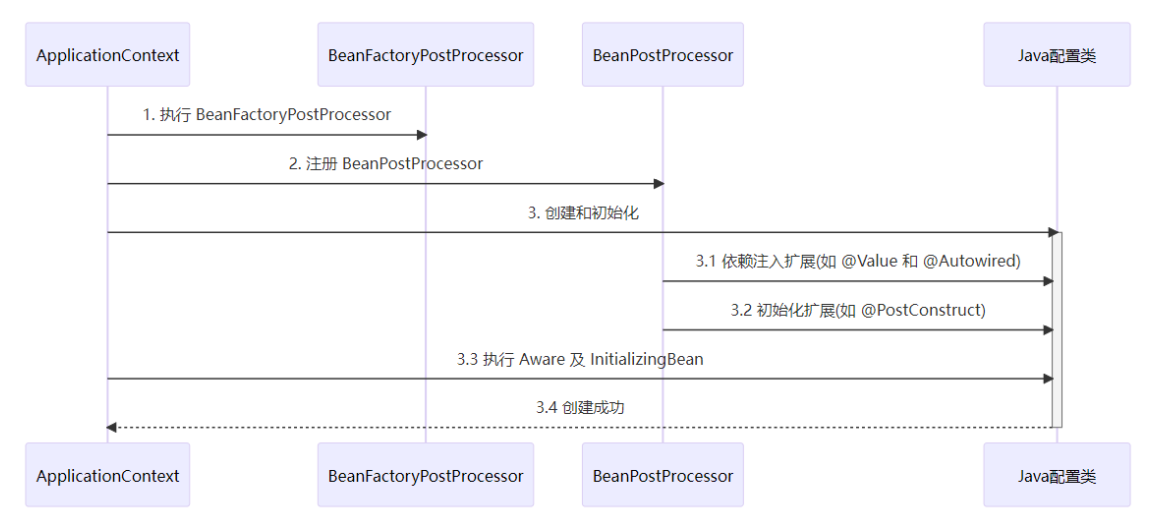 ApplicationContext
BeanFactoryPostProcessor
BeanPostProcessor
Java配置类
1. 执行 BeanFactoryPostProcessor
2. 注册 BeanPostProcessor
3. 创建和初始化
3.1 依赖注入扩展(如 @Value 和 @Autowired)
3.2 初始化扩展(如 @PostConstruct)
3.3 执行 Aware 及 InitializingBean
3.4 创建成功
ApplicationContext
BeanFactoryPostProcessor
BeanPostProcessor
Java配置类